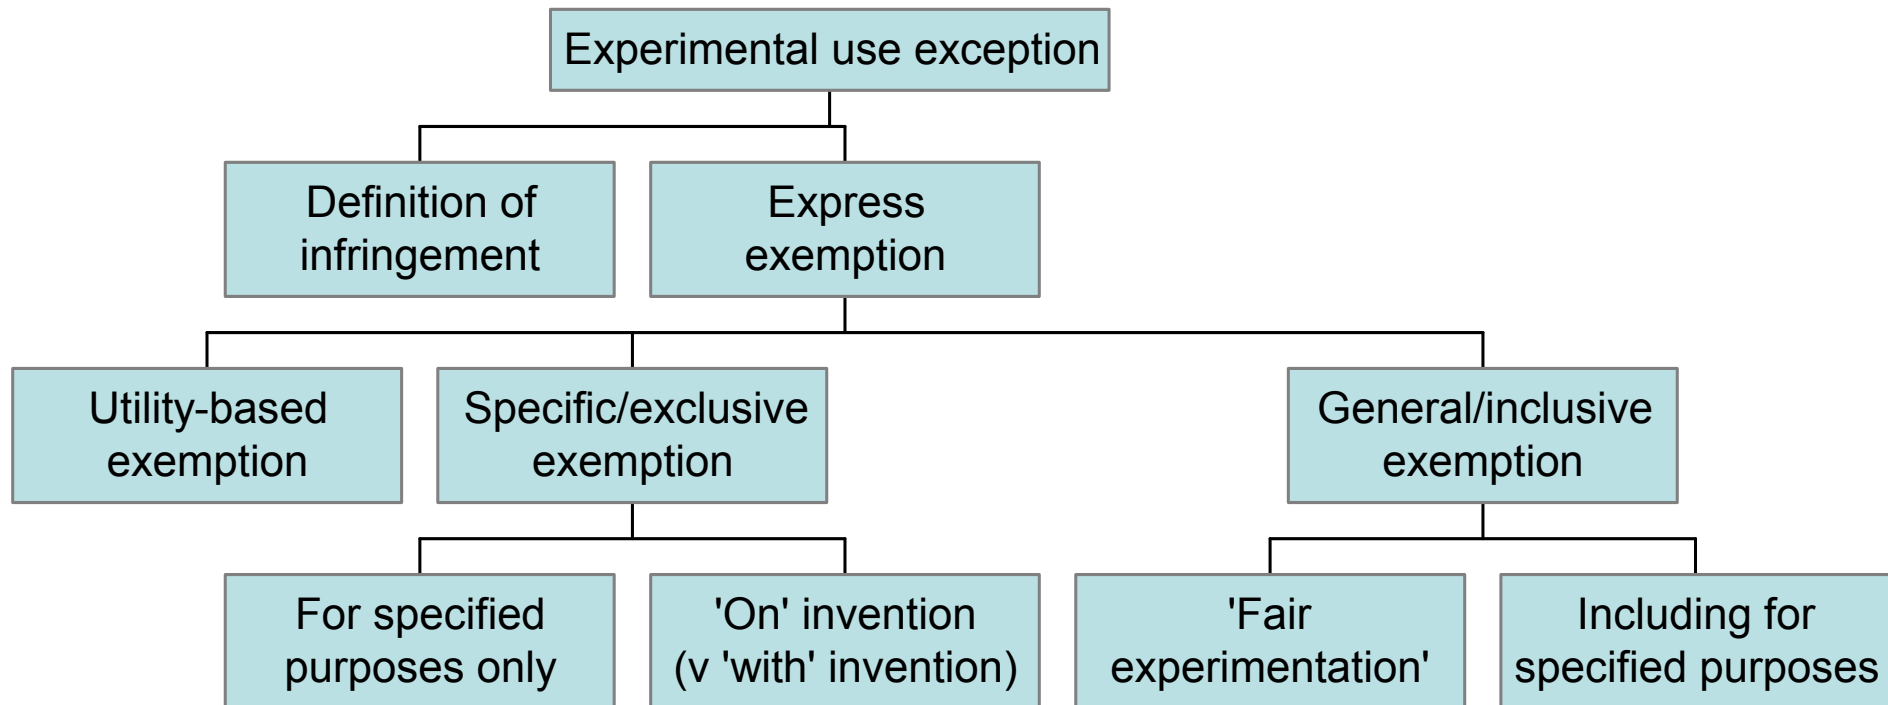 Experimental use exception
Definition of
infringement
Express
exemption
Utility-based
exemption
Specific/exclusive
exemption
General/inclusive
exemption
For specified
purposes only
'On' invention
(v 'with' invention)
'Fair
experimentation'
Including for
specified purposes